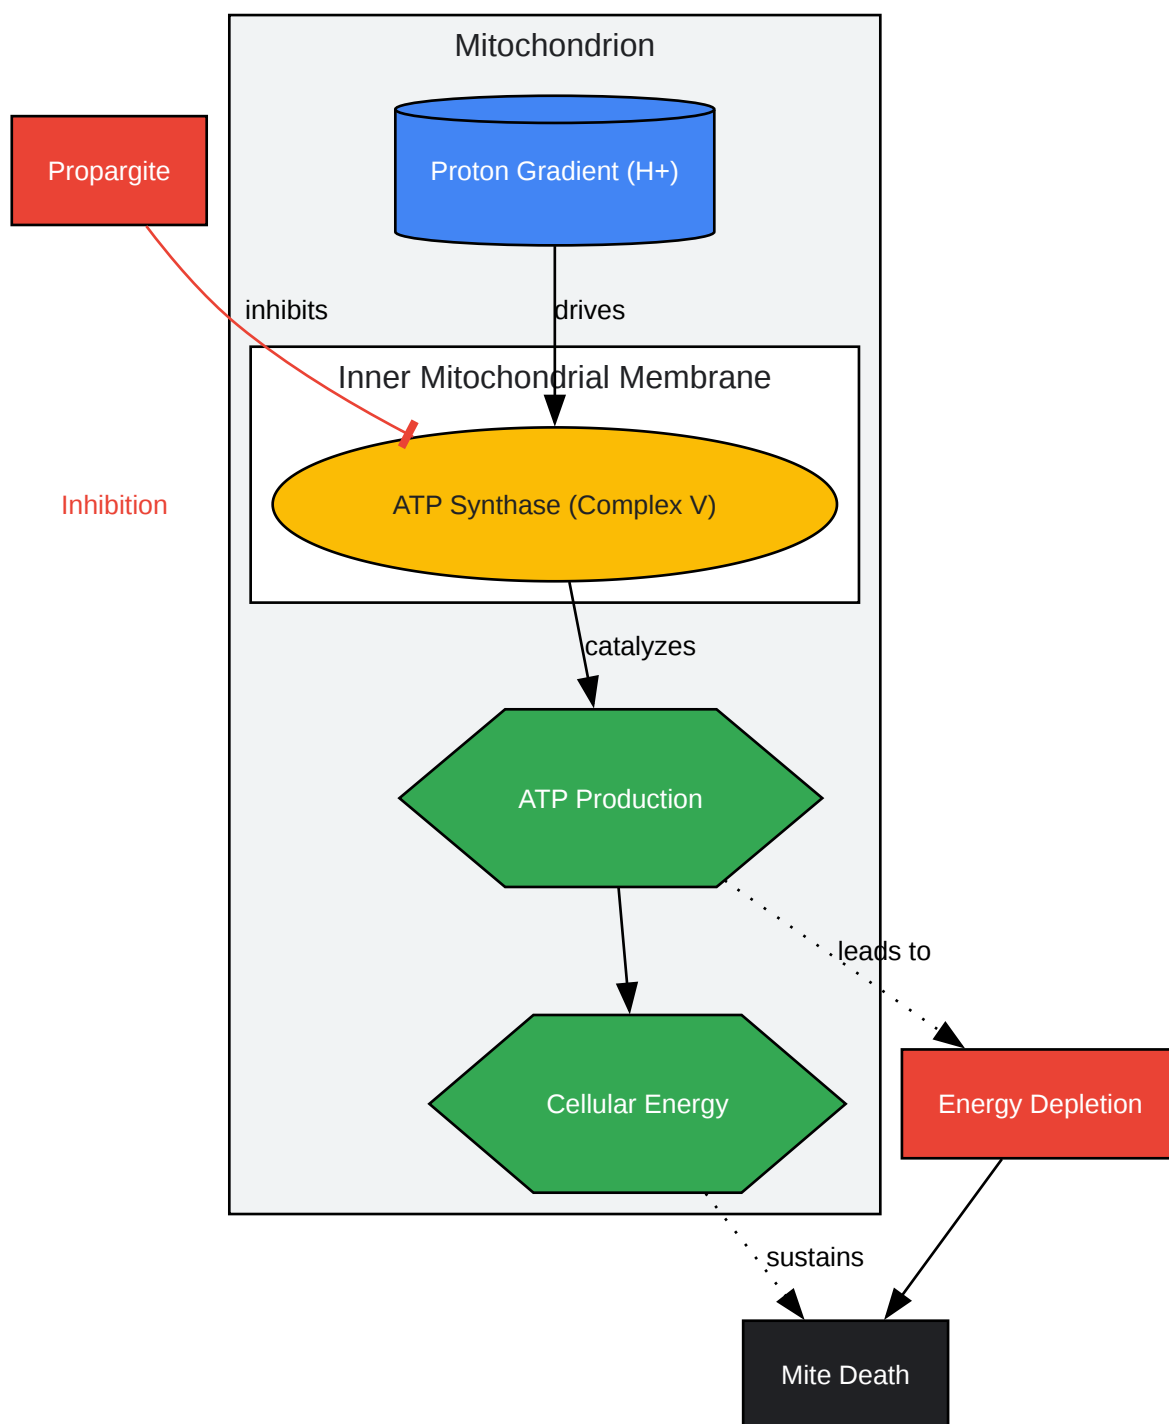 Mitochondrion
Propargite
Proton Gradient (H+)
inhibits
drives
Inner Mitochondrial Membrane
Inhibition
ATP Synthase (Complex V)
catalyzes
ATP Production
leads to
Cellular Energy
Energy Depletion
sustains
Mite Death